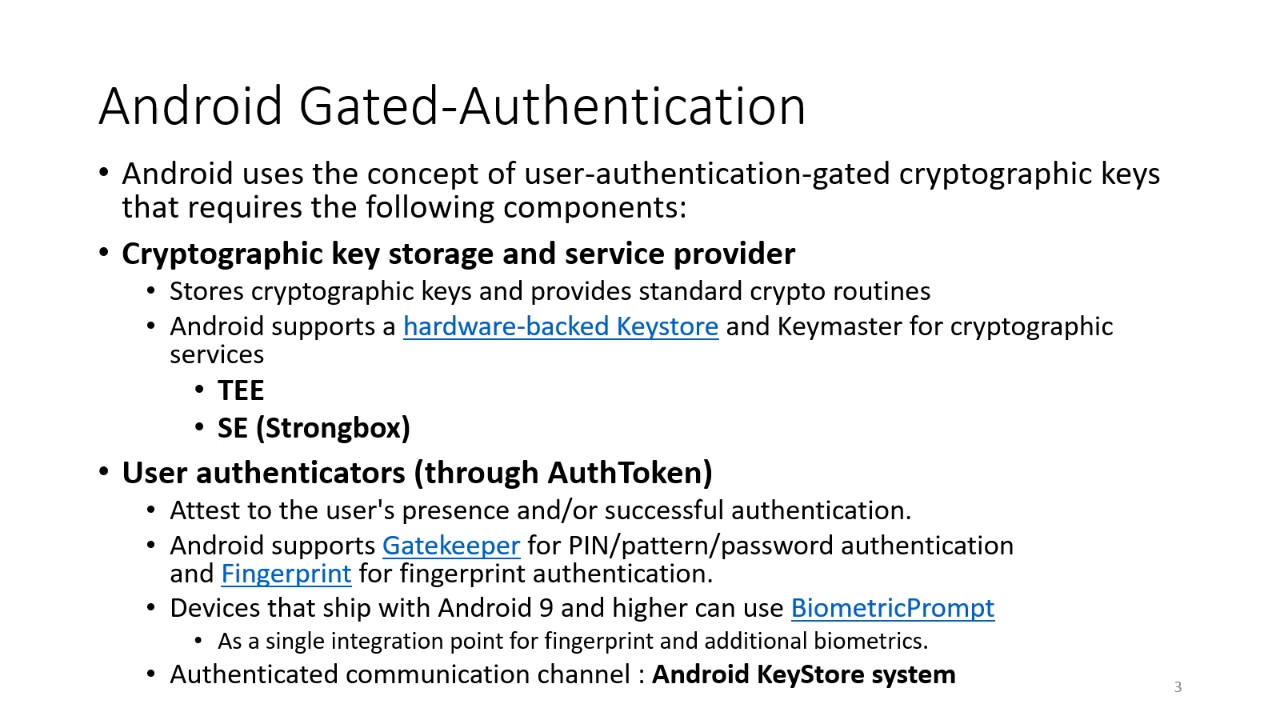 Android Gated-Authentication
• Android uses the concept of user-authentication-gated cryptographic keys
that requires the following components:
• Cryptographic key storage and service provider
• Stores cryptographic keys and provides standard crypto routines
• Android supports a hardware-backed Keystore and Keymaster for cryptographic
services
• TEE
• SE (Strongbox)
• User authenticators (through AuthToken)
• Attest to the user's presence and/or successful authentication.
• Android supports Gatekeeper for PIN/pattern/password authentication
and Fingerprint for fingerprint authentication.
• Devices that ship with Android 9 and higher can use BiometricPrompt
• As a single integration point for fingerprint and additional biometrics.
• Authenticated communication channel : Android KeyStore system
3